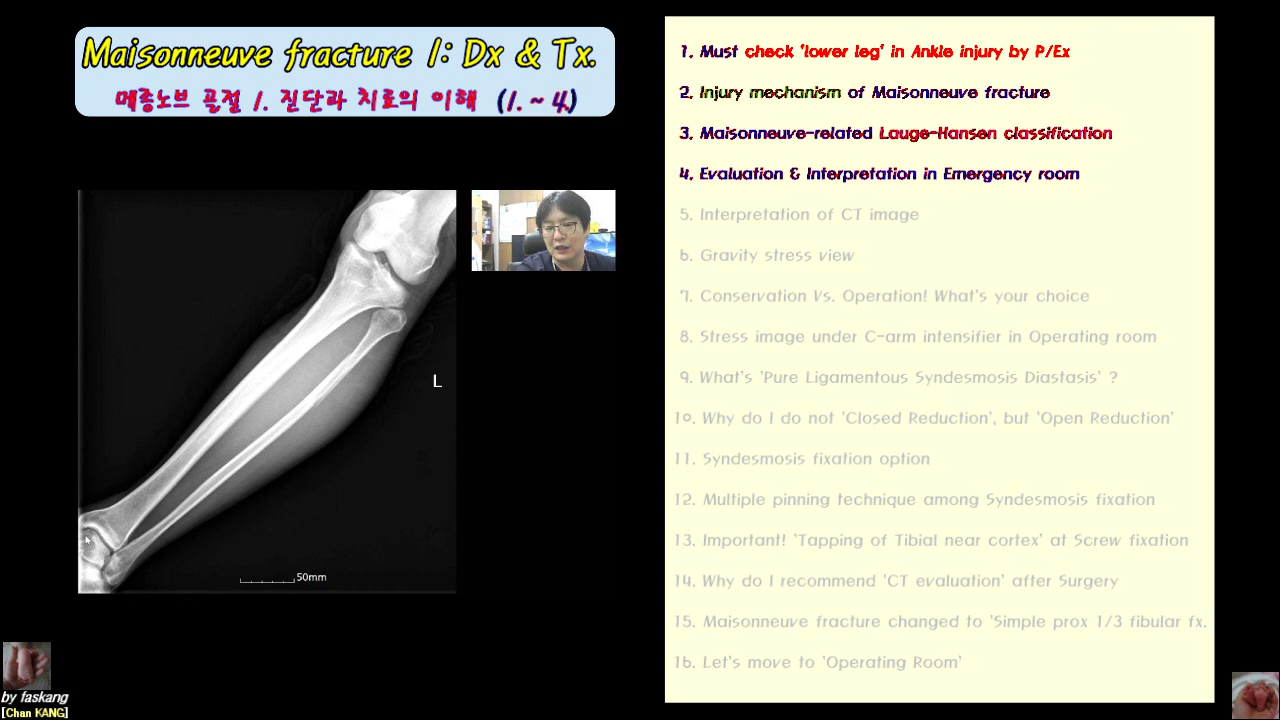 Maisonneuve fracture 1: Dx & Tx.
메종노브 골절 1. 진단과 치료의 이해 (1. ~ 4.)
1. Must check 'lower leg' in Ankle injury by P/Ex
2. Injury mechanism of Maisonneuve fracture
3. Maisonneuve-related Lauge-Hansen classification
4. Evaluation & Interpretation in Emergency room
5. Interpretation of CT image
6. Gravity stress view
7. Conservation Vs. Operation! What's your choice
8. Stress image under C-arm intensifier in Operating room
9. What's 'Pure Ligamentous Syndesmosis Diastasis' ?
10. Why do I do not 'Closed Reduction', but 'Open Reduction'
11. Syndesmosis fixation option
12. Multiple pinning technique among Syndesmosis fixation
13. Important! 'Tapping of Tibial near cortex' at Screw fixation
14. Why do I recommend 'CT evaluation' after Surgery
15. Maisonneuve fracture changed to 'Simple prox 1/3 fibular fx.
16. Let's move to 'Operating Room'
L
50mm
by faskang
[Chan KANG]